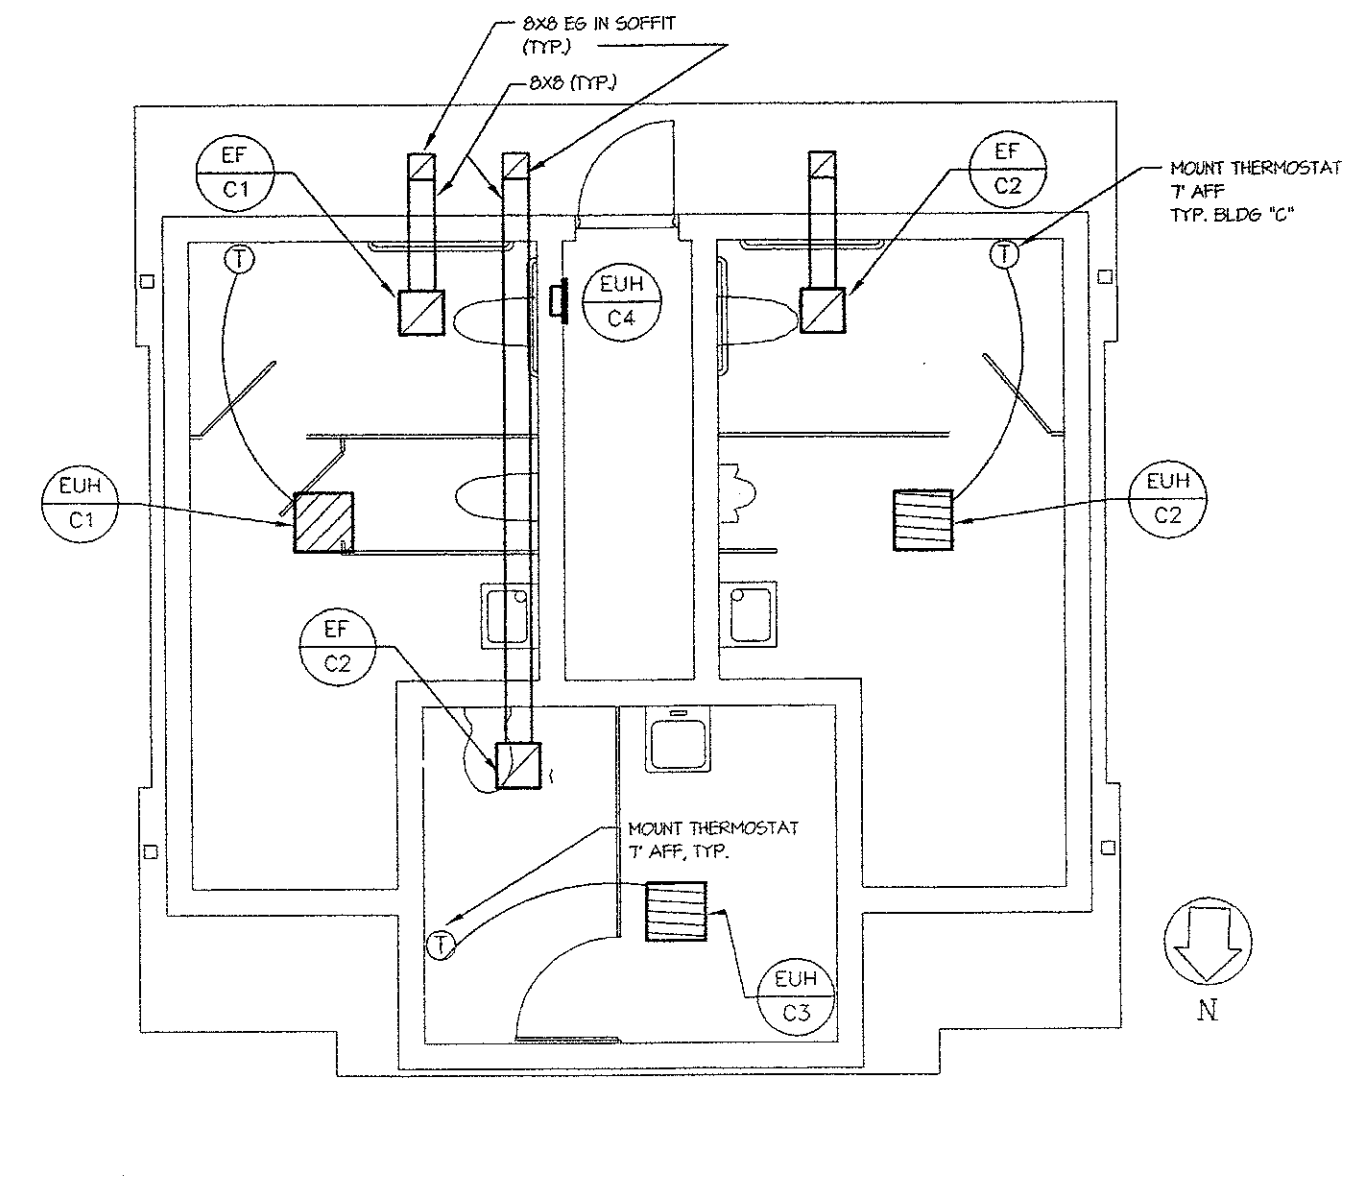 8X8 EG IN SOFFIT
(TYP.)
8X8 (TYP.)
EF
C1
EF
C2
MOUNT THERMOSTAT
7' AFF
TYP. BLDG "C"
T
T
EUH
C4
EUH
C1
EUH
C2
EF
C2
MOUNT THERMOSTAT
7' AFF, TYP.
T
EUH
C3
N